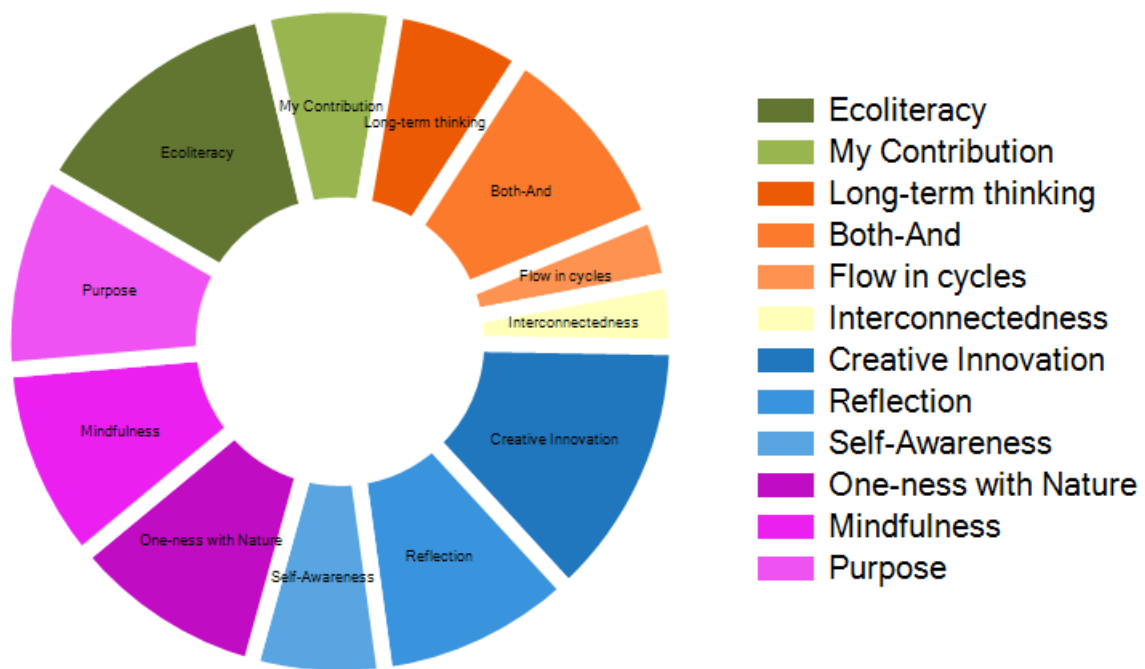 My Contribution
Long-term thinking
Ecoliteracy
Both-And
Flow in cycles
Purpose
Interconnectedness
Mindfulness
Creative Innovation
One-ness with Nature
Reflection
Self-Awareness
Ecoliteracy
My Contribution
Long-term thinking
Both-And
Flow in cycles
Interconnectedness
Creative Innovation
Reflection
Self-Awareness
One-ness with Nature
Mindfulness
Purpose